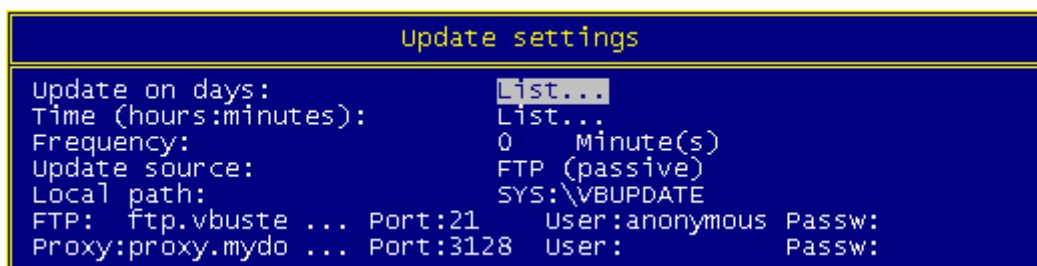 Update settings
Update on days: List...
Time (hours:minutes): List...
Frequency: 0 Minute(s)
Update source: FTP (passive)
Local path: SYS:\VBUPDATE
FTP: ftp.vbuste ... Port:21 User:anonymous Passw:
Proxy:proxy.mydo ... Port:3128 User: Passw: